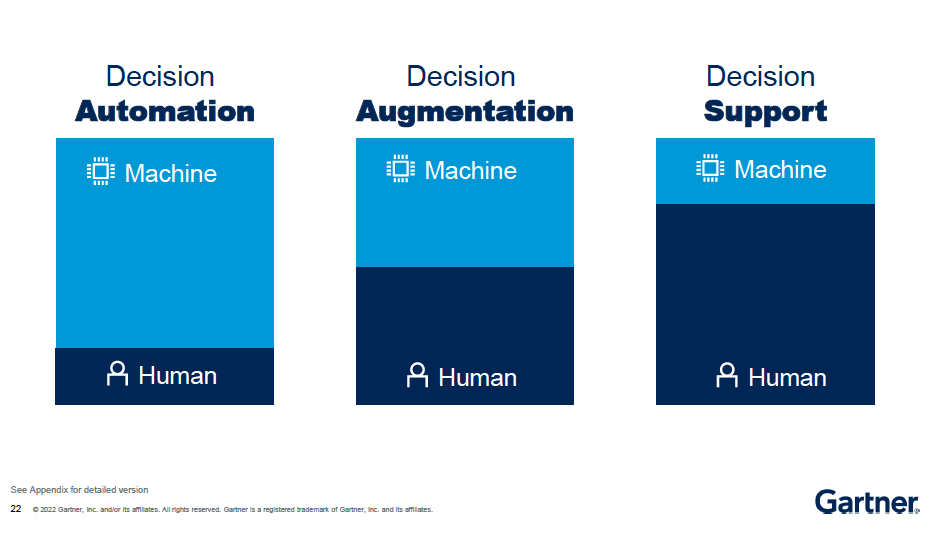 Decision
Automation
Machine
Human
Decision
Augmentation
Machine
Human
Decision
Support
Machine
Human
See Appendix for detailed version
22 © 2022 Gartner, Inc. and/or its affiliates. All rights reserved. Gartner is a registered trademark of Gartner, Inc. and its affiliates.
Gartner®